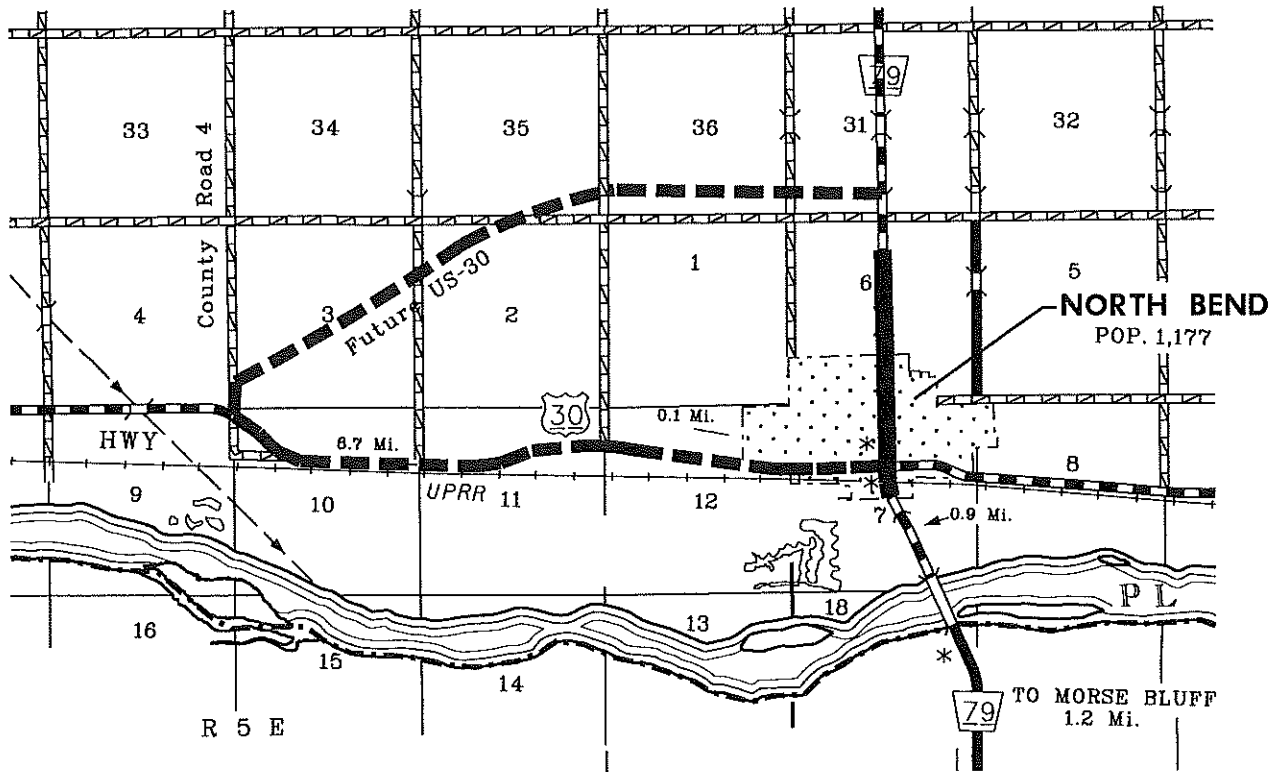 79
33
34
35
36
31
32
County Road 4
4
3
2
1
6
5
Future US-30
NORTH BEND
POP. 1,177
30
0.1 Mi.
HWY
6.7 Mi.
UPRR
9
10
11
12
7
8
0.9 Mi.
16
15
14
13
18
PL
R 5 E
79
TO MORSE BLUFF
1.2 Mi.